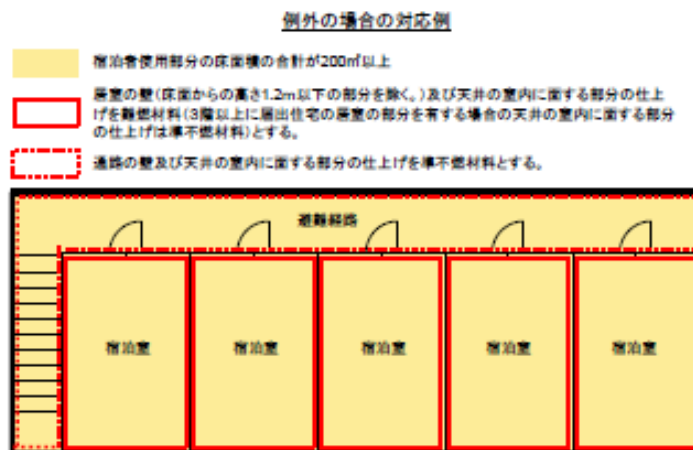 例外の場合の対応例
宿泊者使用部分の床面積の合計が200㎡以上
居室の壁(床面からの高さ1.2m以下の部分を除く。)及び天井の室内に面する部分の仕上
げを難燃材料(3階以上に届出住宅の居室の部分を有する場合の天井の室内に面する部分
の仕上げは準不燃材料)とする。
通路の壁及び天井の室内に面する部分の仕上げを準不燃材料とする。
避難経路
宿泊室
宿泊室
宿泊室
宿泊室
宿泊室